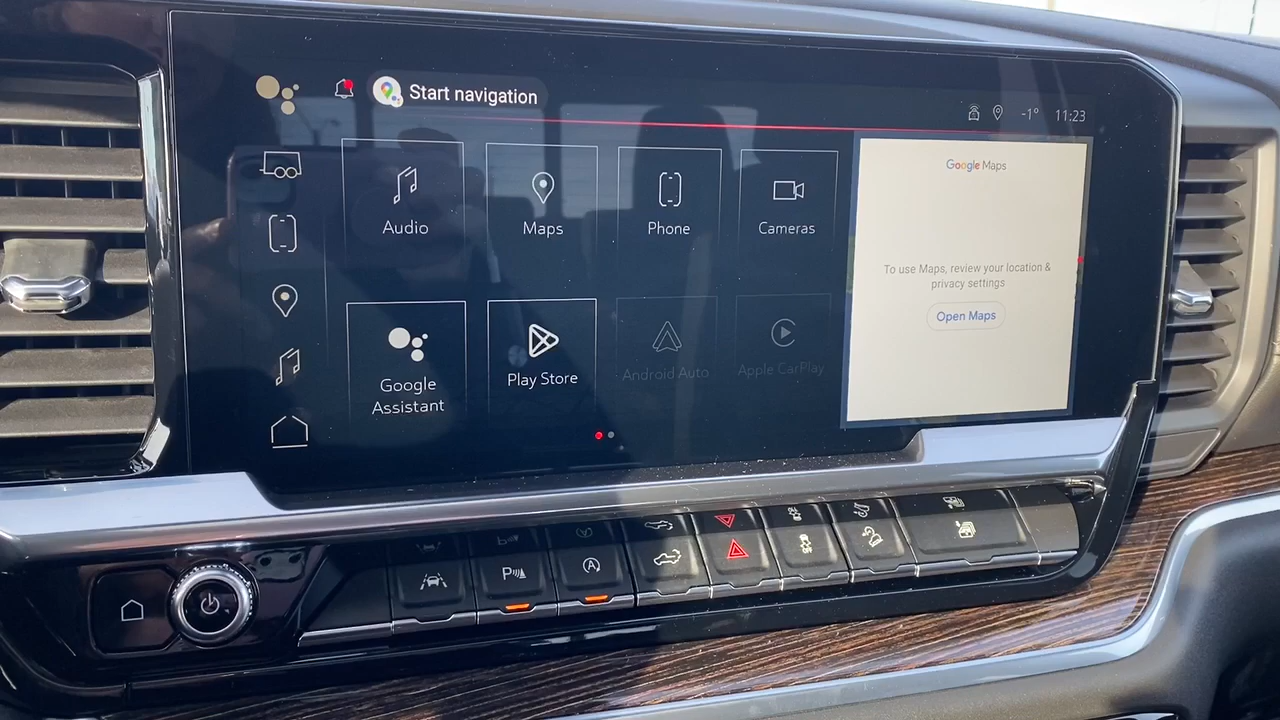 Start navigation
-1° 11:23
Audio
Maps
Phone
Cameras
Google Maps
To use Maps, review your location &
privacy settings
Open Maps
Google
Assistant
Play Store
Android Auto
Apple CarPlay
P
A
OFF